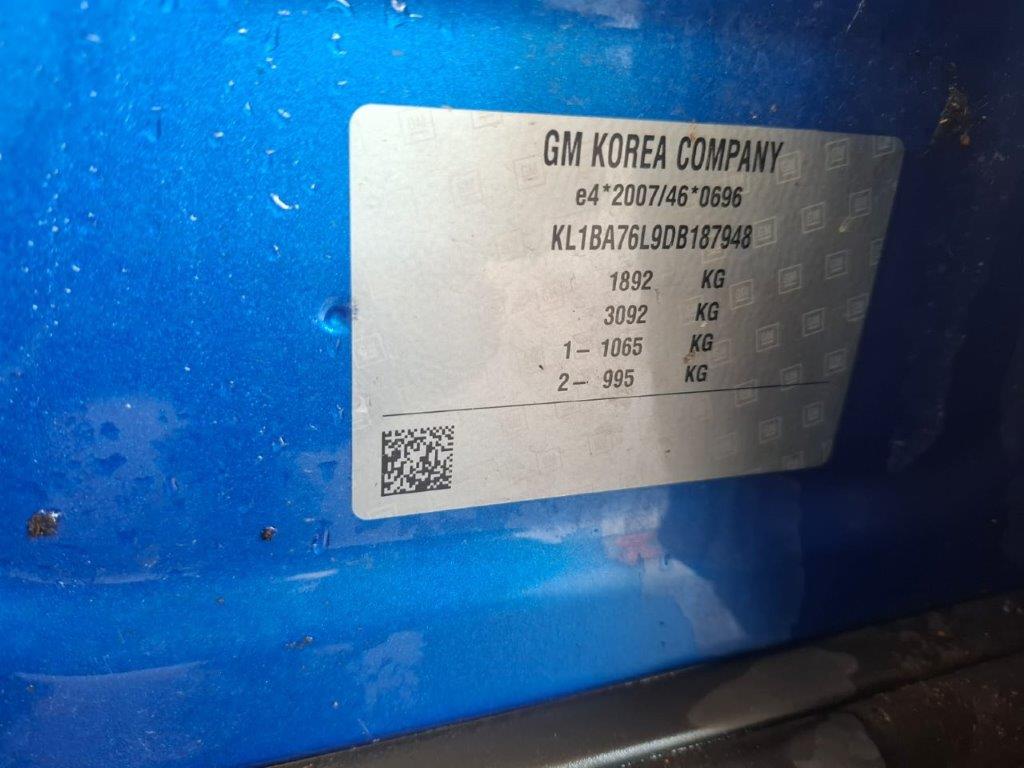 GM KOREA COMPANY
e4*2007/46*0696
KL1BA76L9DB187948
1892 KG
3092 KG
1– 1065 KG
2– 995 KG